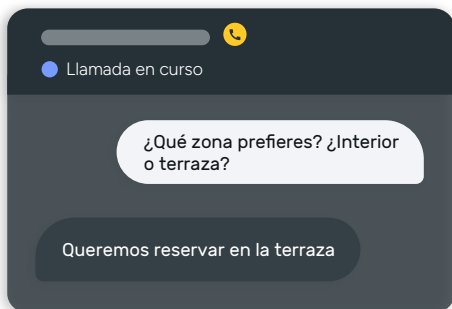 Llamada en curso
¿Qué zona prefieres? ¿Interior
o terraza?
Queremos reservar en la terraza